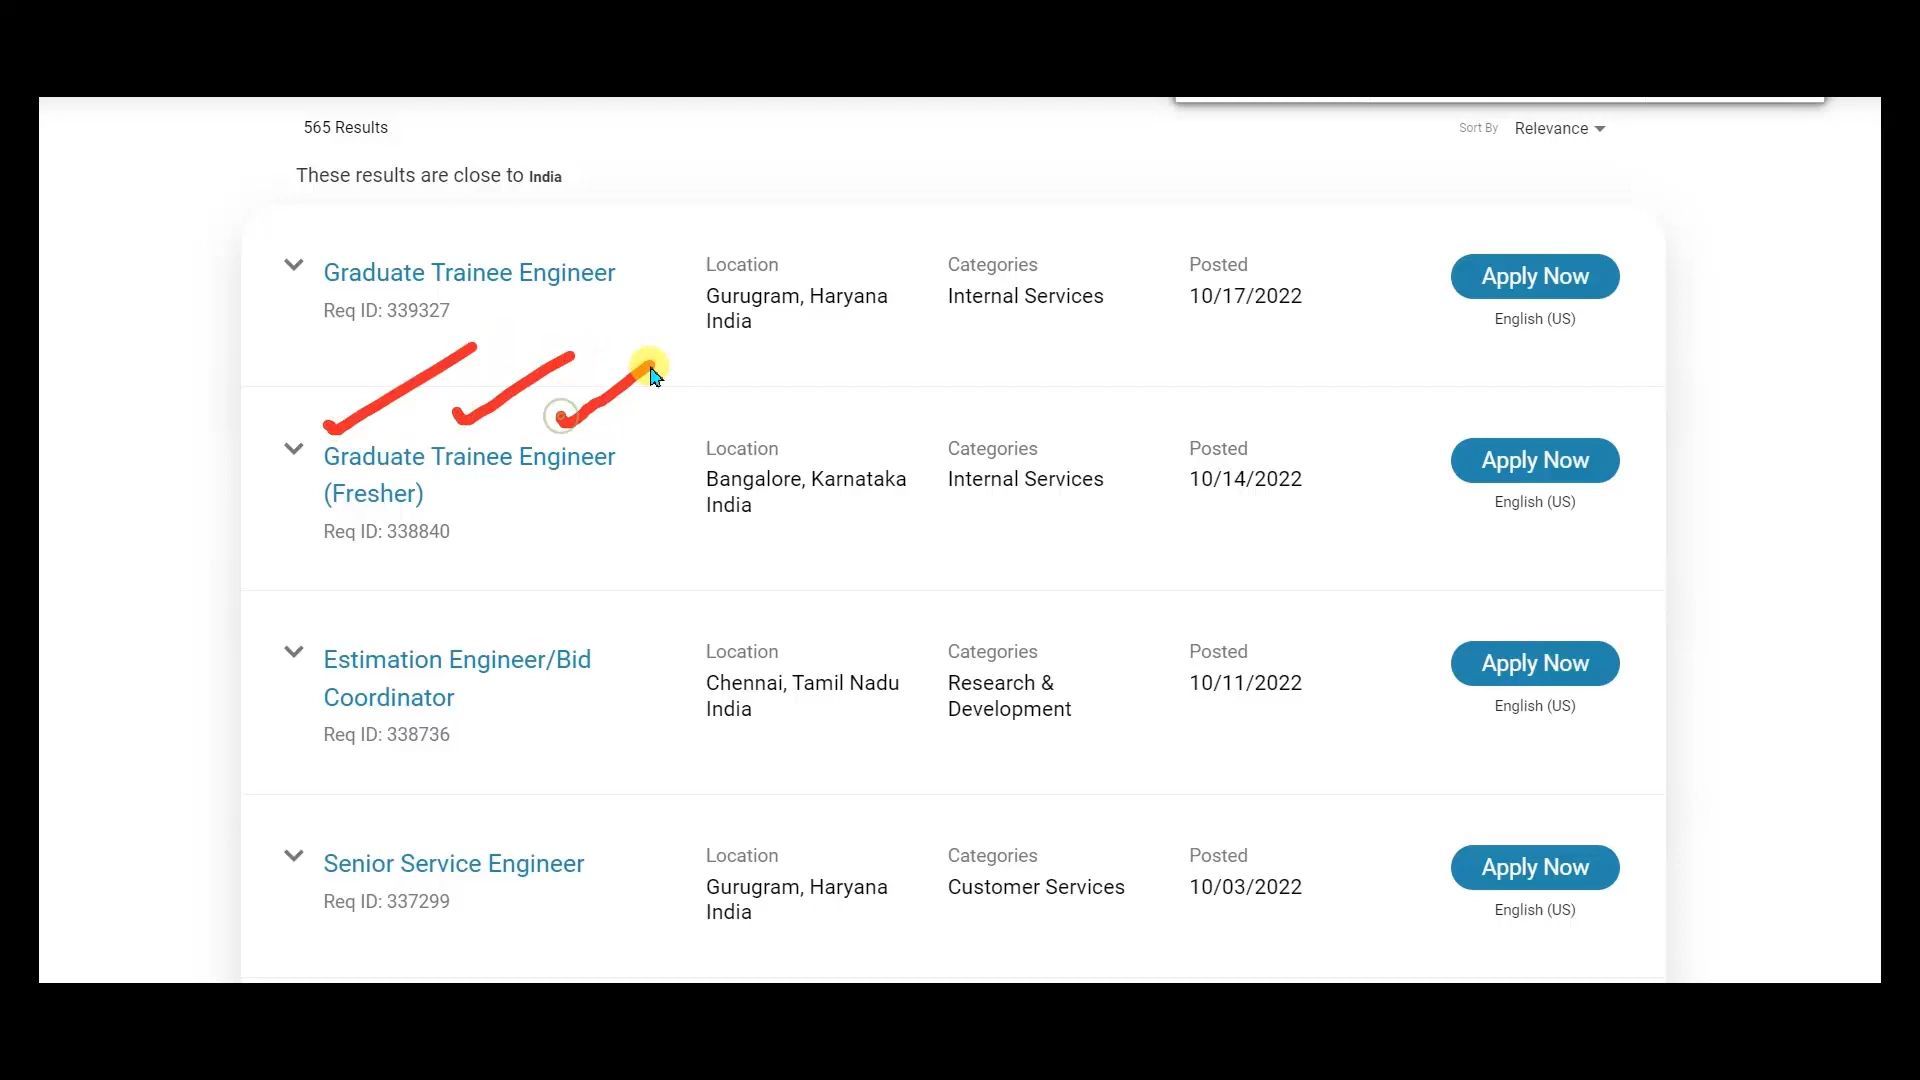 565 Results
Sort By Relevance
These results are close to India
Graduate Trainee Engineer
Req ID: 339327
Location
Gurugram, Haryana
India
Categories
Internal Services
Posted
10/17/2022
Apply Now
English (US)
Graduate Trainee Engineer
(Fresher)
Req ID: 338840
Location
Bangalore, Karnataka
India
Categories
Internal Services
Posted
10/14/2022
Apply Now
English (US)
Estimation Engineer/Bid
Coordinator
Req ID: 338736
Location
Chennai, Tamil Nadu
India
Categories
Research &
Development
Posted
10/11/2022
Apply Now
English (US)
Senior Service Engineer
Req ID: 337299
Location
Gurugram, Haryana
India
Categories
Customer Services
Posted
10/03/2022
Apply Now
English (US)